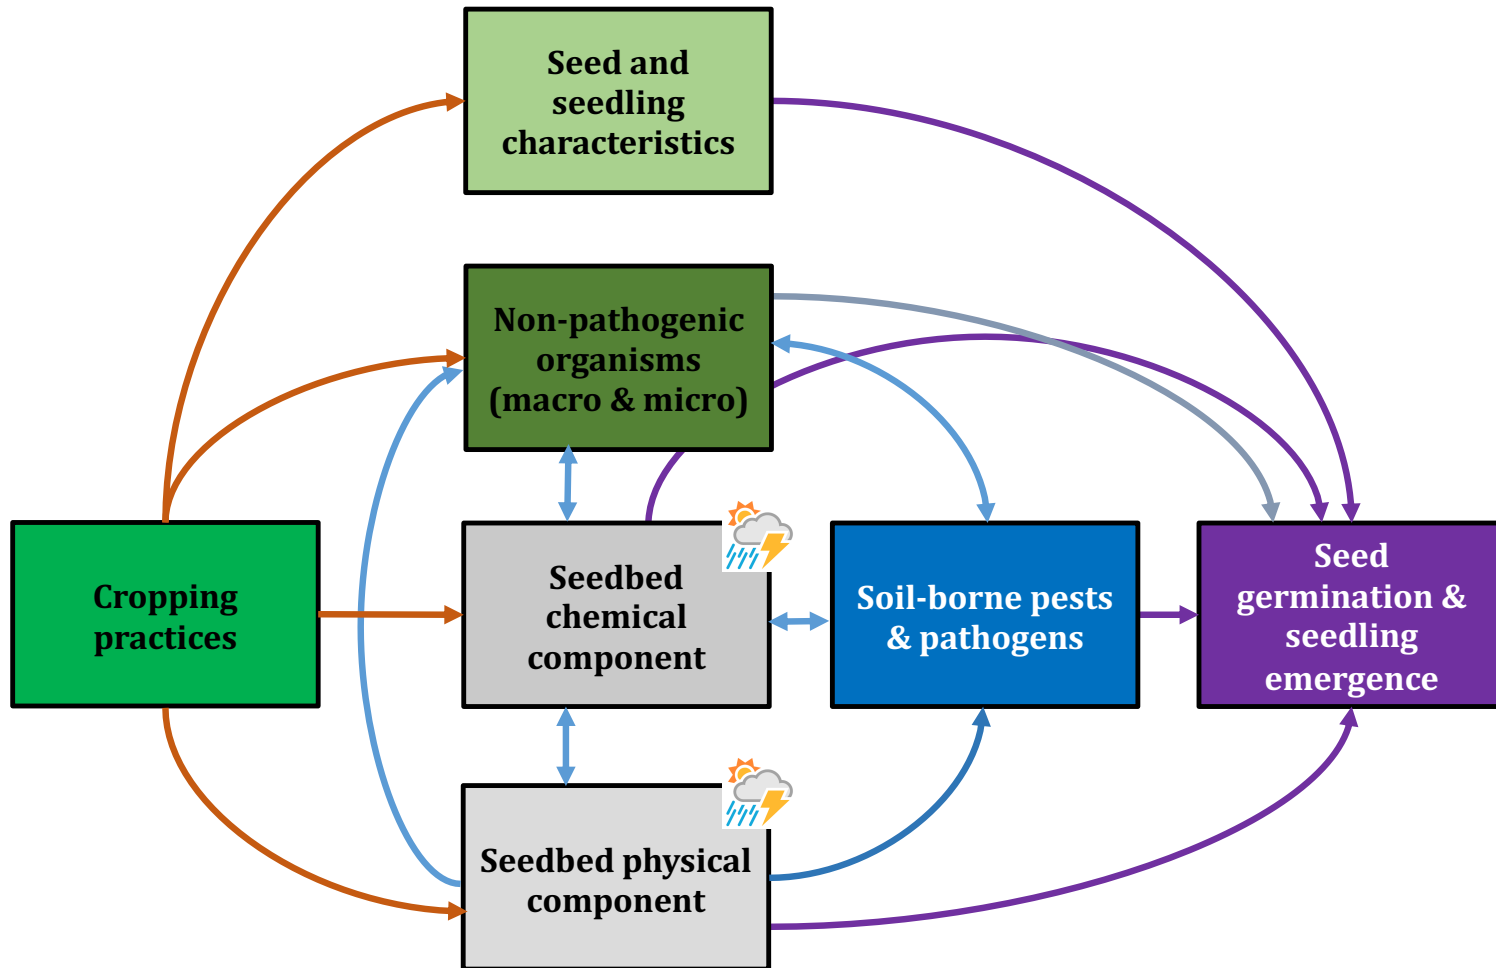 Seed and
seedling
characteristics
Non-pathogenic
organisms
(macro & micro)
Cropping
practices
Seedbed
chemical
component
Soil-borne pests
& pathogens
Seed
germination &
seedling
emergence
Seedbed physical
component